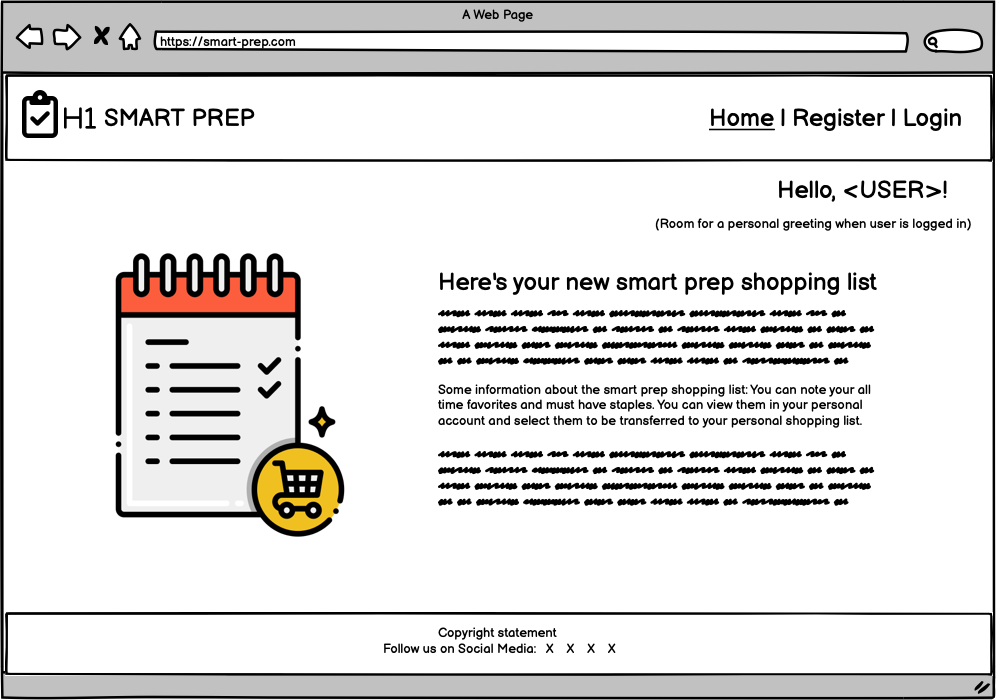 A Web Page
https://smart-prep.com
H1 SMART PREP
Home | Register | Login
Hello, <USER>!
(Room for a personal greeting when user is logged in)
Here's your new smart prep shopping list
Some information about the smart prep shopping list: You can note your all
time favorites and must have staples. You can view them in your personal
account and select them to be transferred to your personal shopping list.
Copyright statement
Follow us on Social Media: X X X X